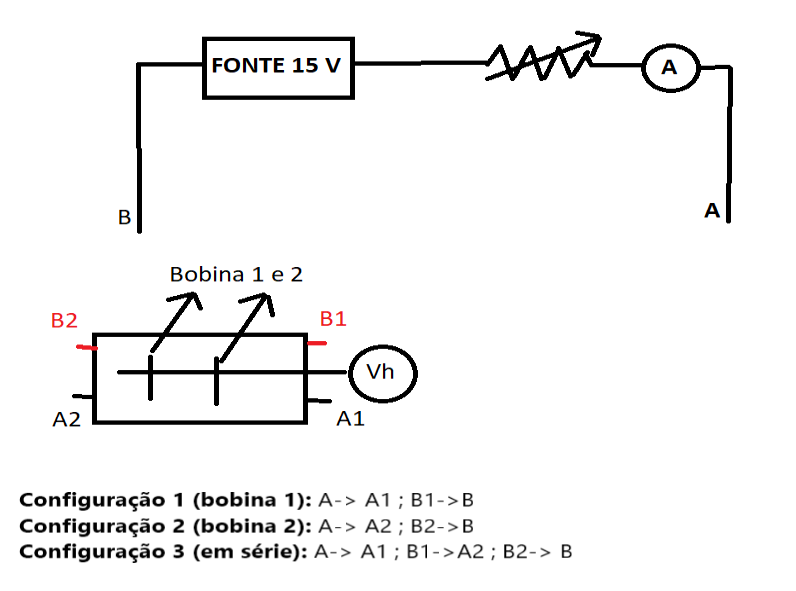 FONTE 15 V
A
B
A
Bobina 1 e 2
B2
B1
Vh
A2
A1
Configuração 1 (bobina 1): A-> A1 ; B1->B
Configuração 2 (bobina 2): A-> A2 ; B2->B
Configuração 3 (em série): A-> A1 ; B1->A2 ; B2-> B